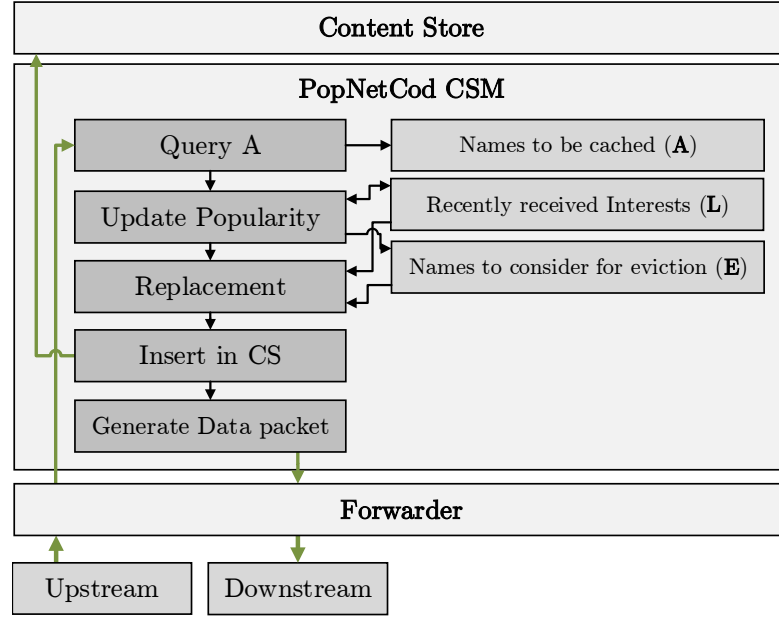 Content Store
PopNetCod CSM
Query A
Names to be cached (A)
Update Popularity
Recently received Interests (L)
Names to consider for eviction (E)
Replacement
Insert in CS
Generate Data packet
Forwarder
Upstream
Downstream